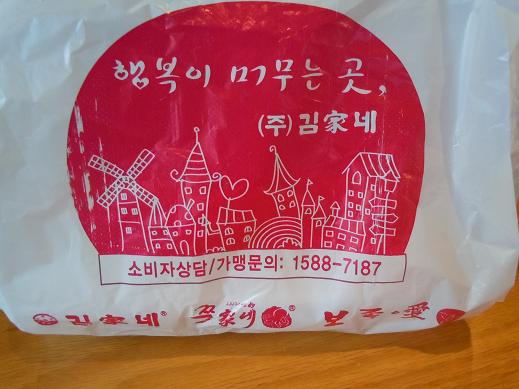 행복이 머무는 곳,
(주)김家네
소비자상담/가맹문의: 1588-7187
김家네®